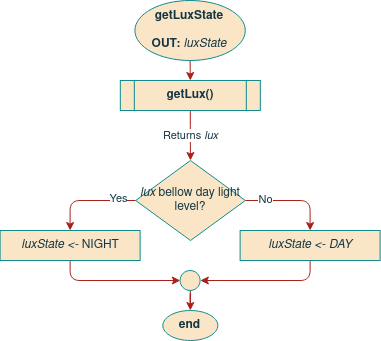 getLuxState
OUT: luxState
getLux()
Returns lux
lux bellow day light
level?
Yes
No
luxState <- NIGHT
luxState <- DAY
end